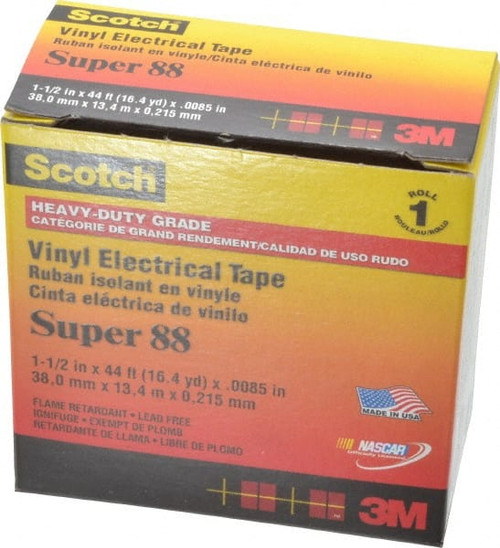 Scotch
Vinyl Electrical Tape
Ruban isolant en vinyle/Cinta eléctrica de vinilo
Super 88
1-1/2 in x 44 ft (16.4 yd) x .0085 in
38,0 mm x 13,4 m x 0,215 mm
3M
Scotch
HEAVY-DUTY GRADE
CATÉGORIE DE GRAND RENDEMENT/CALIDAD DE USO RUDO
ROLL
1
ROULEAU/ROLLO
Vinyl Electrical Tape
Ruban isolant en vinyle
Cinta eléctrica de vinilo
Super 88
1-1/2 in x 44 ft (16.4 yd) x .0085 in
38,0 mm x 13,4 m x 0,215 mm
FLAME RETARDANT • LEAD FREE
IGNIFUGE • EXEMPT DE PLOMB
RETARDANTE DE LLAMA • LIBRE DE PLOMO
MADE IN USA
NASCAR
Officially Licensed
3M